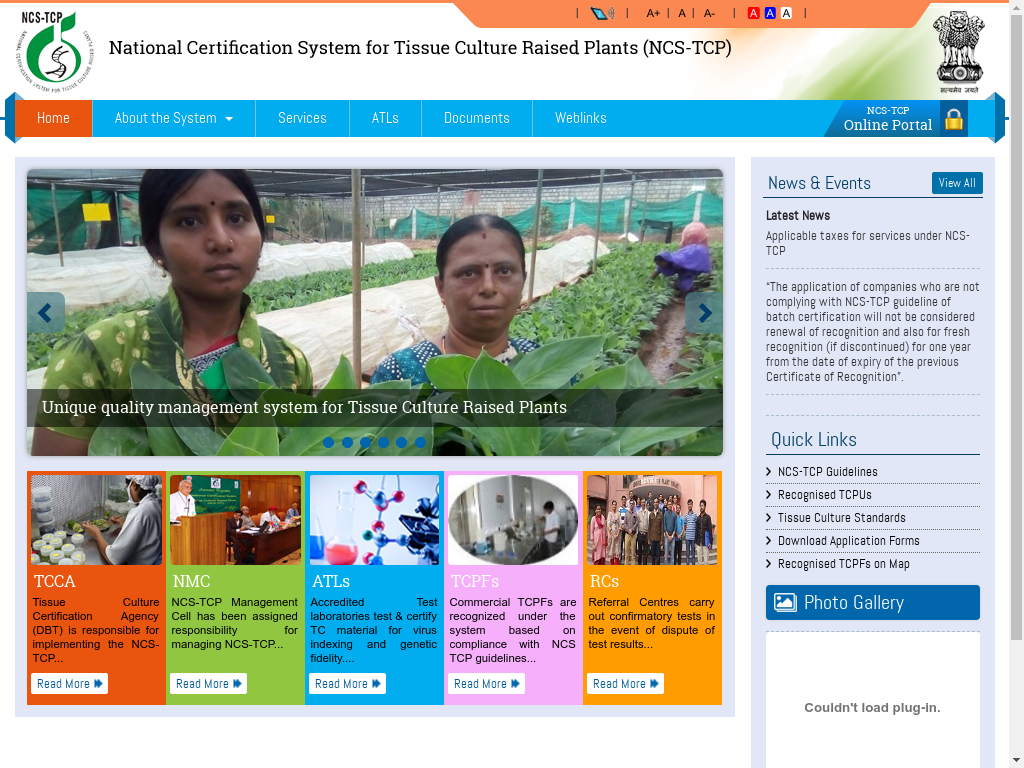 NCS-TCP
A+ | A | A- | A A A
National Certification System for Tissue Culture Raised Plants (NCS-TCP)
सत्यमेव जयते
Home
About the System
Services
ATLs
Documents
Weblinks
NCS-TCP
Online Portal
Unique quality management system for Tissue Culture Raised Plants
TCCA
Tissue Culture
Certification Agency
(DBT) is responsible for
implementing the NCS-
TCP...
Read More
NMC
NCS-TCP Management
Cell has been assigned
responsibility for
managing NCS-TCP...
Read More
ATLs
Accredited Test
laboratories test & certify
TC material for virus
indexing and genetic
fidelity....
Read More
TCPFs
Commercial TCPFs are
recognized under the
system based on
compliance with NCS
TCP guidelines...
Read More
RCs
Referral Centres carry
out confirmatory tests in
the event of dispute of
test results...
Read More
News & Events
View All
Latest News
Applicable taxes for services under NCS-
TCP
“The application of companies who are not
complying with NCS-TCP guideline of
batch certification will not be considered
renewal of recognition and also for fresh
recognition (if discontinued) for one year
from the date of expiry of the previous
Certificate of Recognition”.
Quick Links
NCS-TCP Guidelines
Recognised TCPUs
Tissue Culture Standards
Download Application Forms
Recognised TCPFs on Map
Photo Gallery
Couldn't load plug-in.